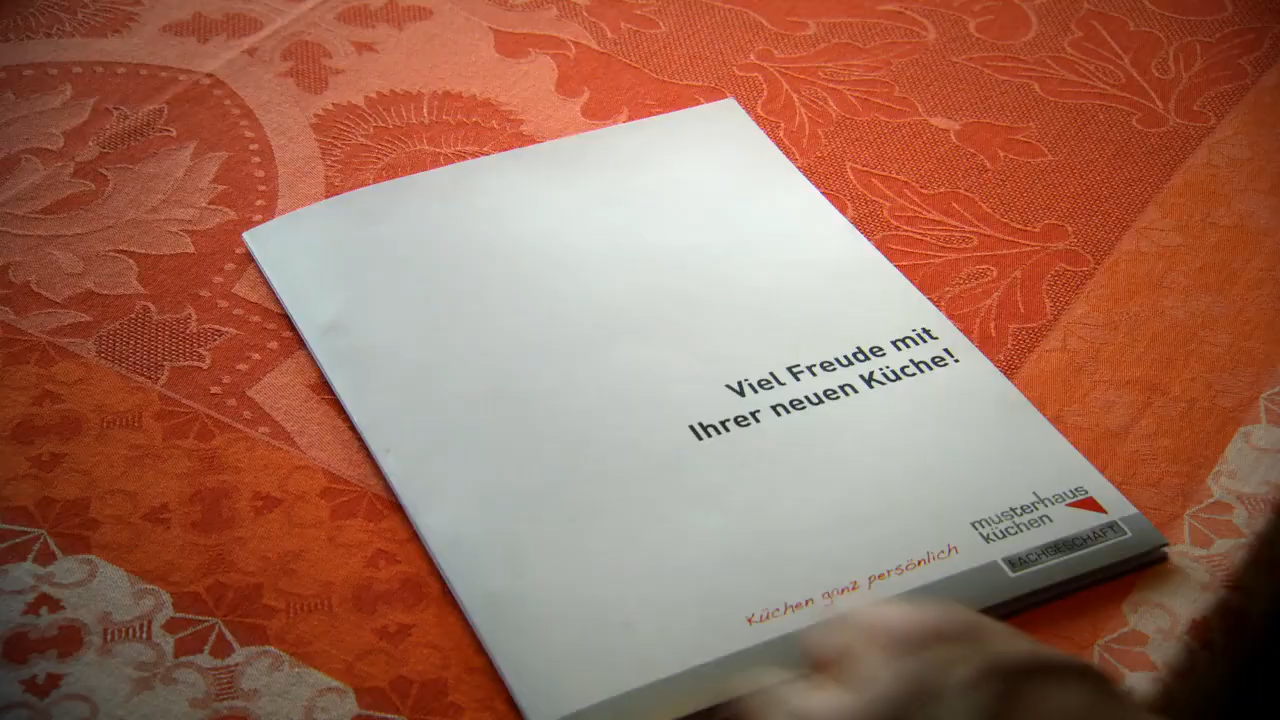 Viel Freude mit
Ihrer neuen Küche!
musterhaus
küchen
FACHGESCHÄFT
Küchen ganz persönlich